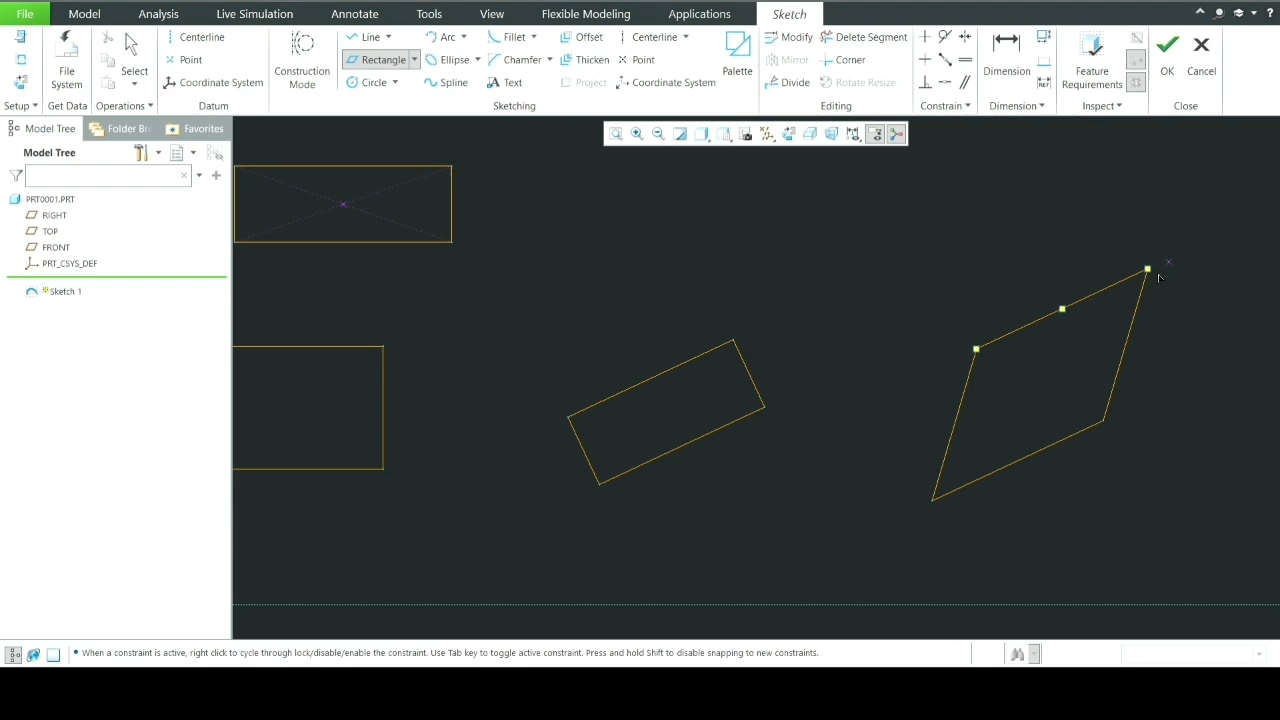 File Model Analysis Live Simulation Annotate Tools View Flexible Modeling Applications Sketch
Centerline Line Arc Fillet Offset Centerline Modify Delete Segment
Point Rectangle Ellipse Chamfer Thicken Point Mirror Corner
File System Select Coordinate System Construction Mode Circle Spline Text Project Coordinate System Palette Divide Rotate Resize Dimension REF Feature Requirements OK Cancel
Setup Get Data Operations Datum Sketching Editing Constrain Dimension Inspect Close
Model Tree Folder Br Favorites
Model Tree
PRT0001.PRT
RIGHT
TOP
FRONT
PRT_CSYS_DEF
Sketch 1
• When a constraint is active, right click to cycle through lock/disable/enable the constraint. Use Tab key to toggle active constraint. Press and hold Shift to disable snapping to new constraints.